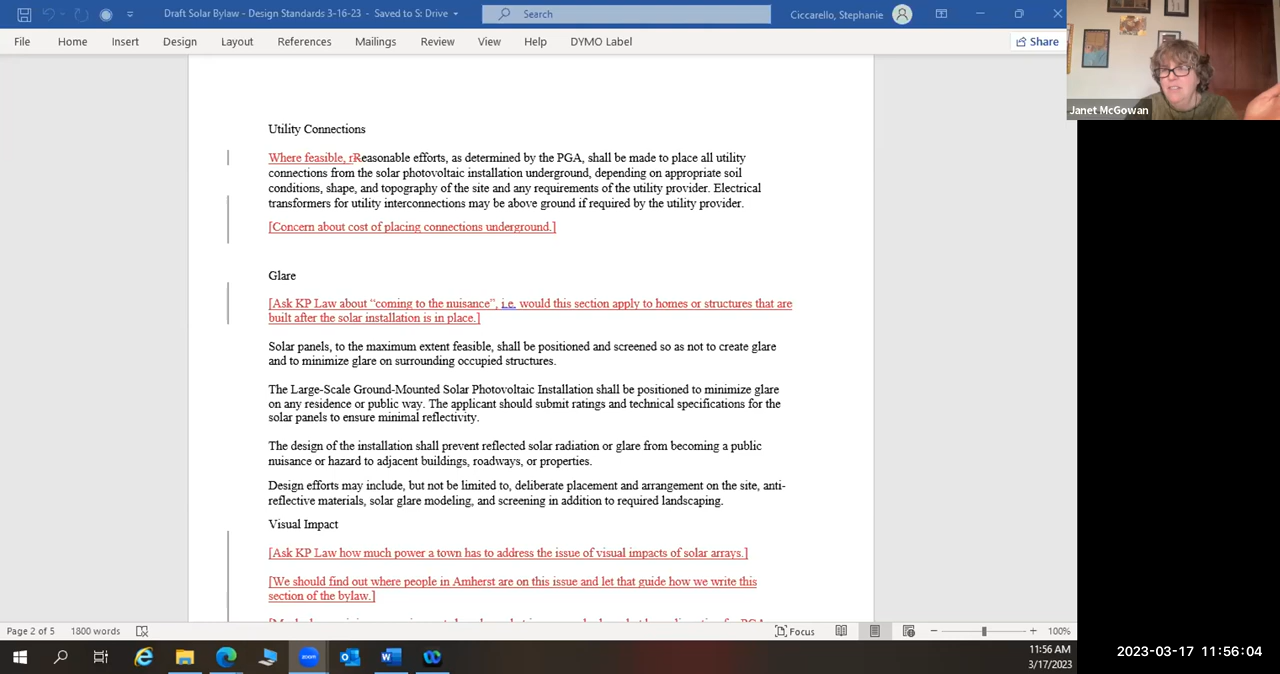 Draft Solar Bylaw - Design Standards 3-16-23 - Saved to S: Drive
Search
Ciccarello, Stephanie
File Home Insert Design Layout References Mailings Review View Help DYMO Label Share
Janet McGowan
Utility Connections
Where feasible, rReasonable efforts, as determined by the PGA, shall be made to place all utility
connections from the solar photovoltaic installation underground, depending on appropriate soil
conditions, shape, and topography of the site and any requirements of the utility provider. Electrical
transformers for utility interconnections may be above ground if required by the utility provider.
[Concern about cost of placing connections underground.]
Glare
[Ask KP Law about “coming to the nuisance”, i.e. would this section apply to homes or structures that are
built after the solar installation is in place.]
Solar panels, to the maximum extent feasible, shall be positioned and screened so as not to create glare
and to minimize glare on surrounding occupied structures.
The Large-Scale Ground-Mounted Solar Photovoltaic Installation shall be positioned to minimize glare
on any residence or public way. The applicant should submit ratings and technical specifications for the
solar panels to ensure minimal reflectivity.
The design of the installation shall prevent reflected solar radiation or glare from becoming a public
nuisance or hazard to adjacent buildings, roadways, or properties.
Design efforts may include, but not be limited to, deliberate placement and arrangement on the site, anti-
reflective materials, solar glare modeling, and screening in addition to required landscaping.
Visual Impact
[Ask KP Law how much power a town has to address the issue of visual impacts of solar arrays.]
[We should find out where people in Amherst are on this issue and let that guide how we write this
section of the bylaw.]
Page 2 of 5 1800 words Focus 100%
zoom
11:56 AM
3/17/2023
2023-03-17 11:56:04